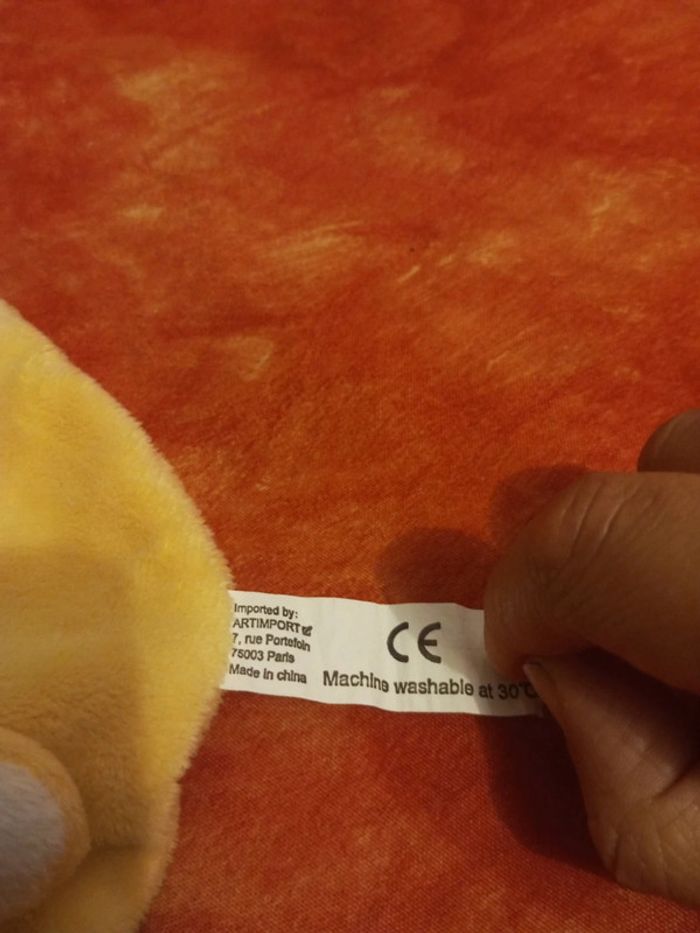 Imported by:
ARTIMPORT
7, rue Portefoin
75003 Paris
Made in china
CE
Machine washable at 30°C